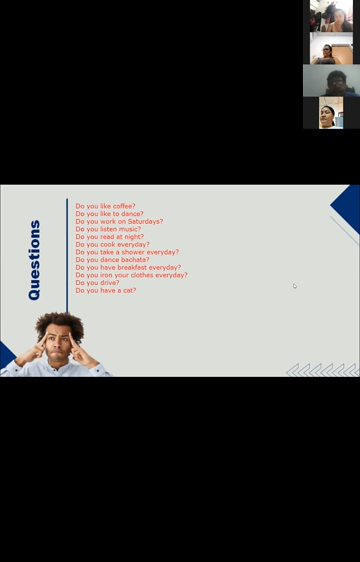 Questions
Do you like coffee?
Do you like to dance?
Do you work on Saturdays?
Do you listen music?
Do you read at night?
Do you cook everyday?
Do you take a shower everyday?
Do you dance bachata?
Do you have breakfast everyday?
Do you iron your clothes everyday?
Do you drive?
Do you have a cat?